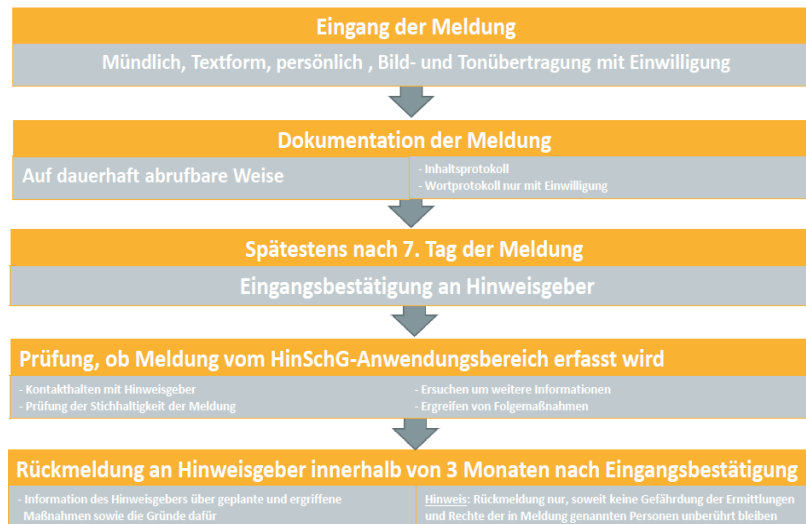 Eingang der Meldung
Mündlich, Textform, persönlich , Bild- und Tonübertragung mit Einwilligung
Dokumentation der Meldung
Auf dauerhaft abrufbare Weise
- Inhaltsprotokoll
- Wortprotokoll nur mit Einwilligung
Spätestens nach 7. Tag der Meldung
Eingangsbestätigung an Hinweisgeber
Prüfung, ob Meldung vom HinSchG-Anwendungsbereich erfasst wird
- Kontakthalten mit Hinweisgeber
- Prüfung der Stichhaltigkeit der Meldung
- Ersuchen um weitere Informationen
- Ergreifen von Folgemaßnahmen
Rückmeldung an Hinweisgeber innerhalb von 3 Monaten nach Eingangsbestätigung
- Information des Hinweisgebers über geplante und ergriffene
Maßnahmen sowie die Gründe dafür
Hinweis: Rückmeldung nur, soweit keine Gefährdung der Ermittlungen
und Rechte der in Meldung genannten Personen unberührt bleiben